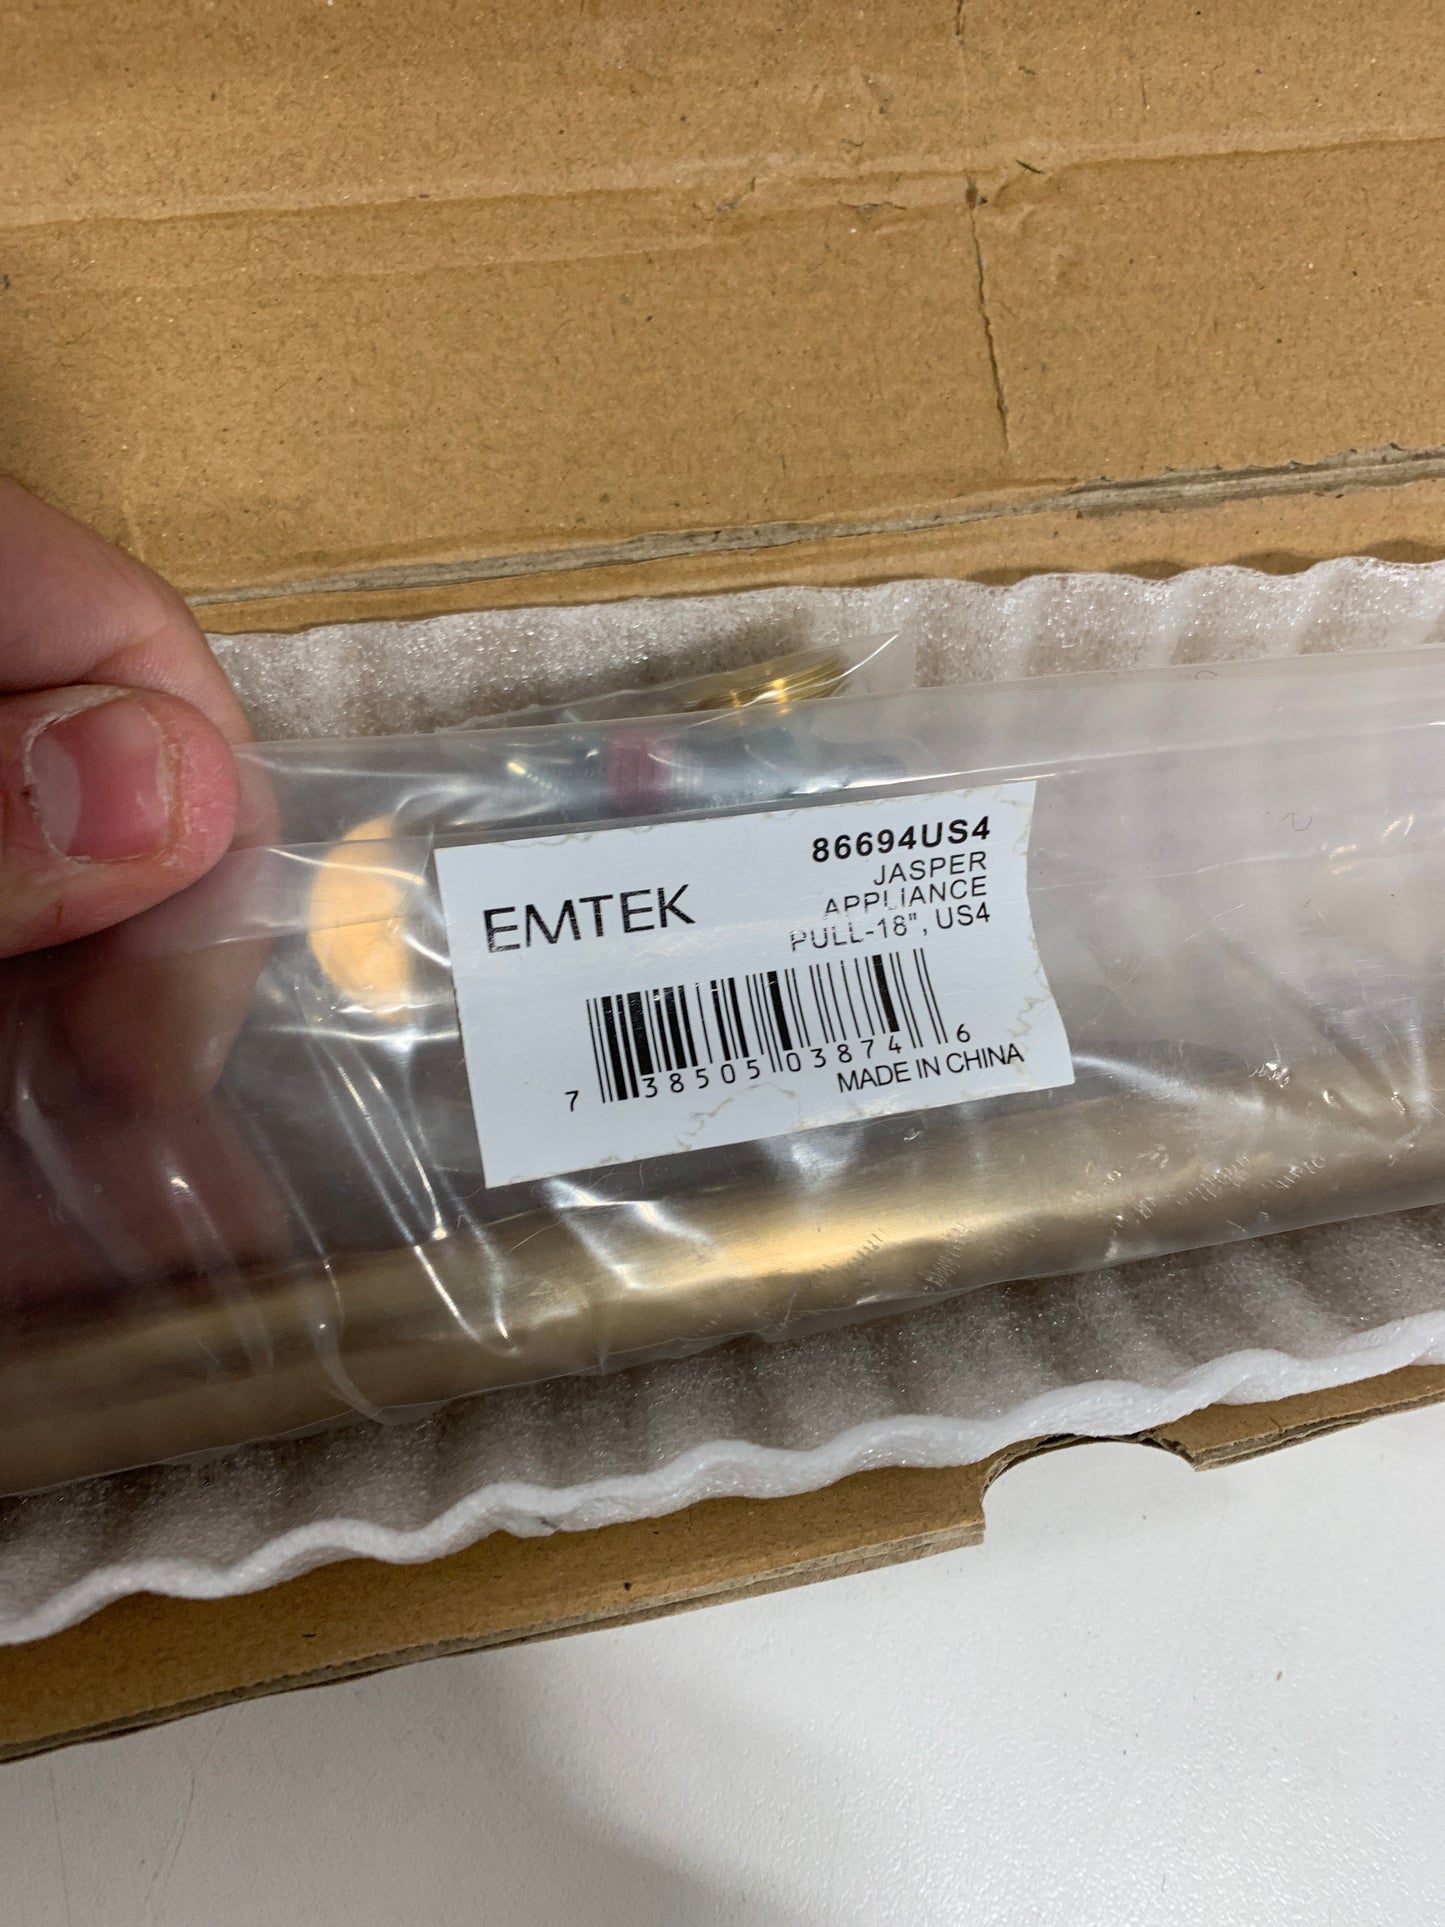 EMTEK
86694US4
JASPER
APPLIANCE
PULL-18", US4
7 38505 03874 6
MADE IN CHINA